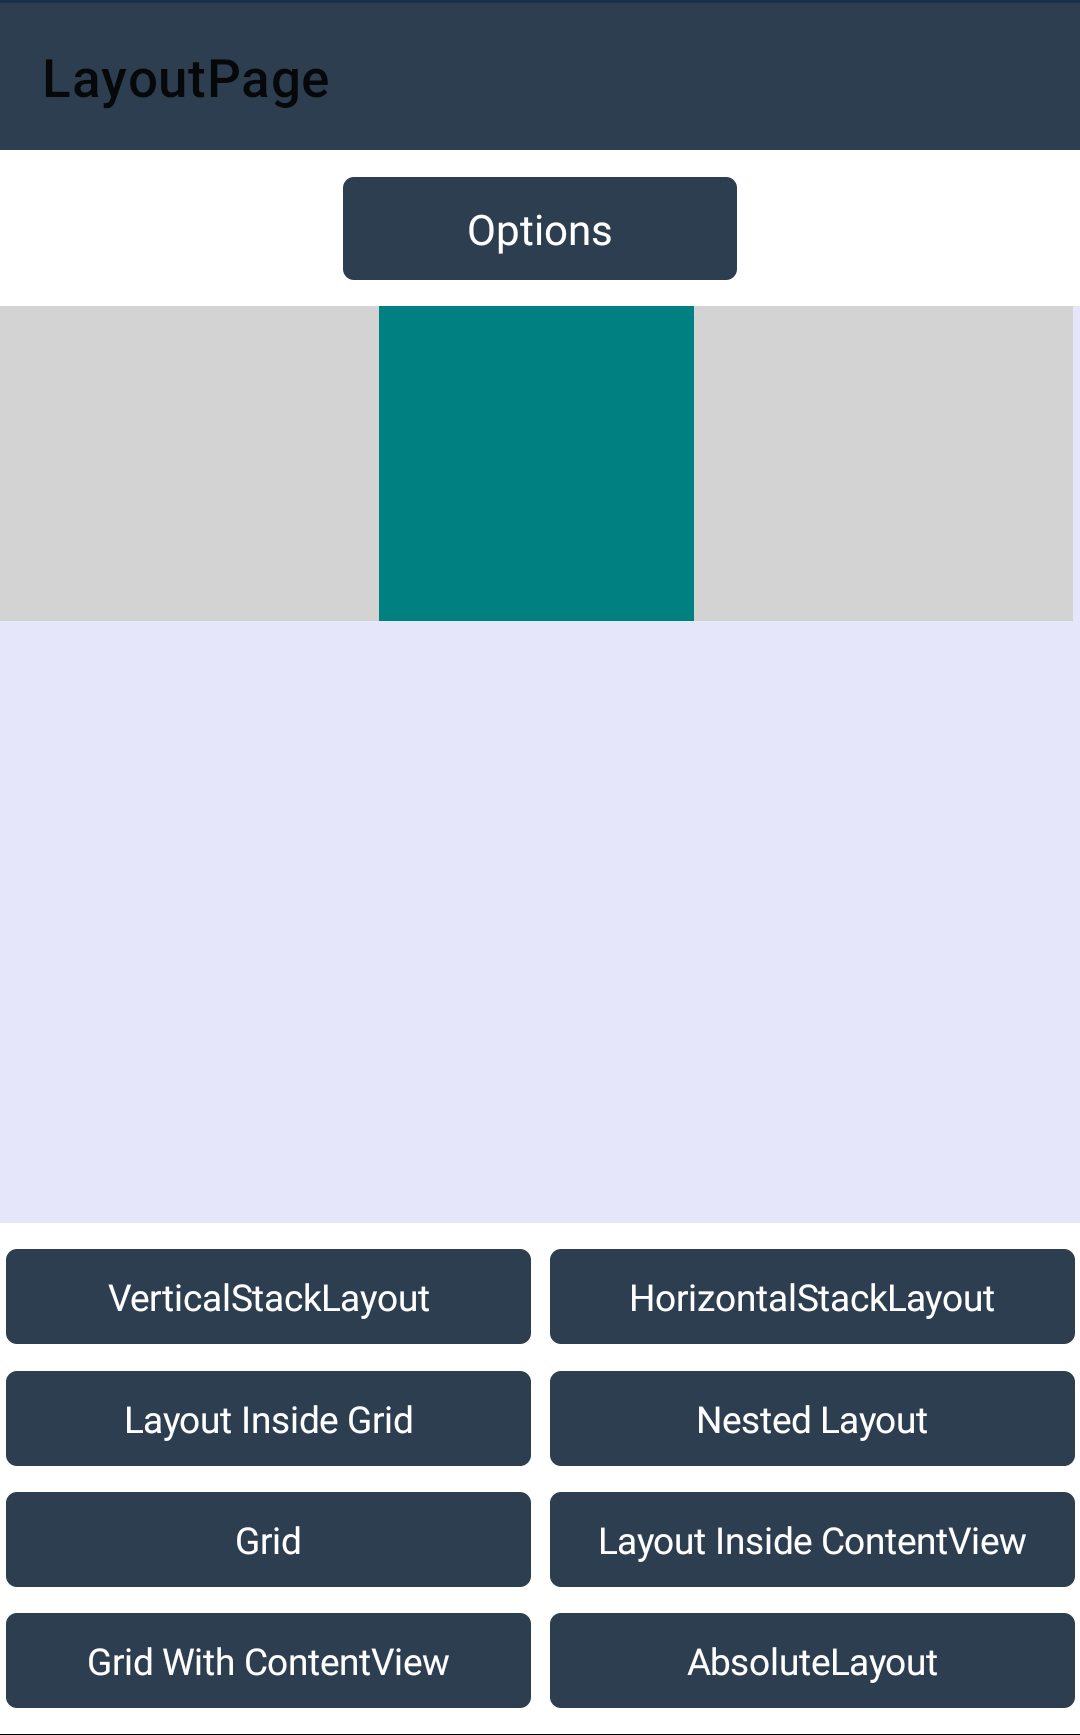 LayoutPage
Options
VerticalStackLayout
HorizontalStackLayout
Layout Inside Grid
Nested Layout
Grid
Layout Inside ContentView
Grid With ContentView
AbsoluteLayout